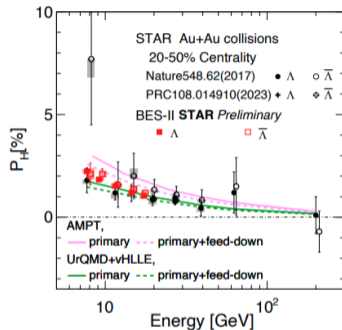 10
STAR Au+Au collisions
20-50% Centrality
Nature548.62(2017) Λ Λ̅
PRC108.014910(2023) Λ Λ̅
BES-II STAR Preliminary
Λ Λ̅
5
P_H[%]
0
AMPT,
primary primary+feed-down
UrQMD+vHLLE,
primary primary+feed-down
10 10²
Energy [GeV]